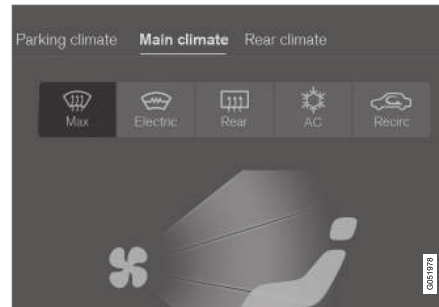 Parking climate Main climate Rear climate
Max Electric Rear AC Recirc
G051978